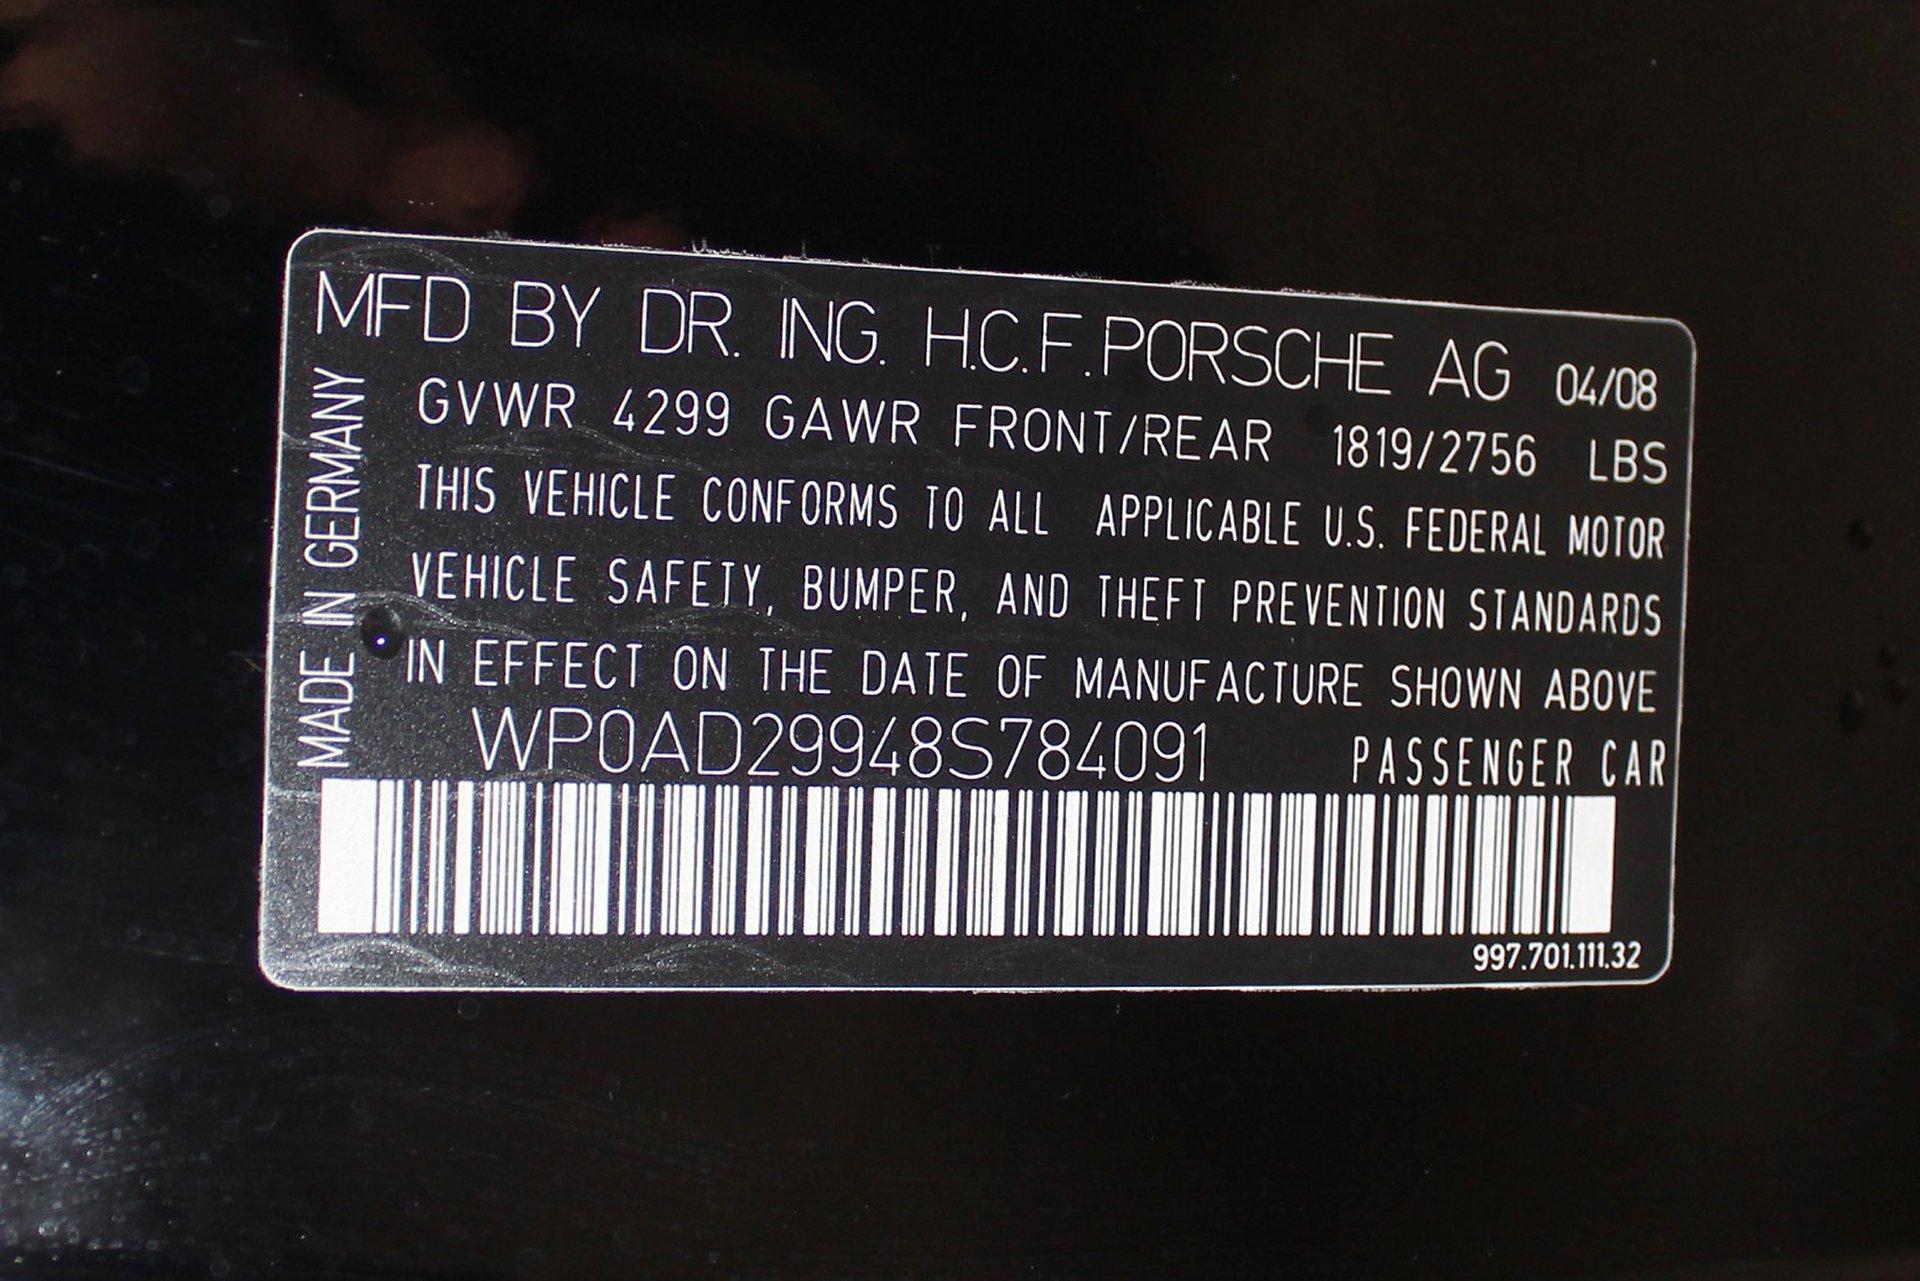 MFD BY DR. ING. H.C.F.PORSCHE AG 04/08
GVWR 4299 GAWR FRONT/REAR 1819/2756 LBS
THIS VEHICLE CONFORMS TO ALL APPLICABLE U.S. FEDERAL MOTOR
VEHICLE SAFETY, BUMPER, AND THEFT PREVENTION STANDARDS
IN EFFECT ON THE DATE OF MANUFACTURE SHOWN ABOVE
WP0AD29948S784091 PASSENGER CAR
MADE IN GERMANY
997.701.111.32